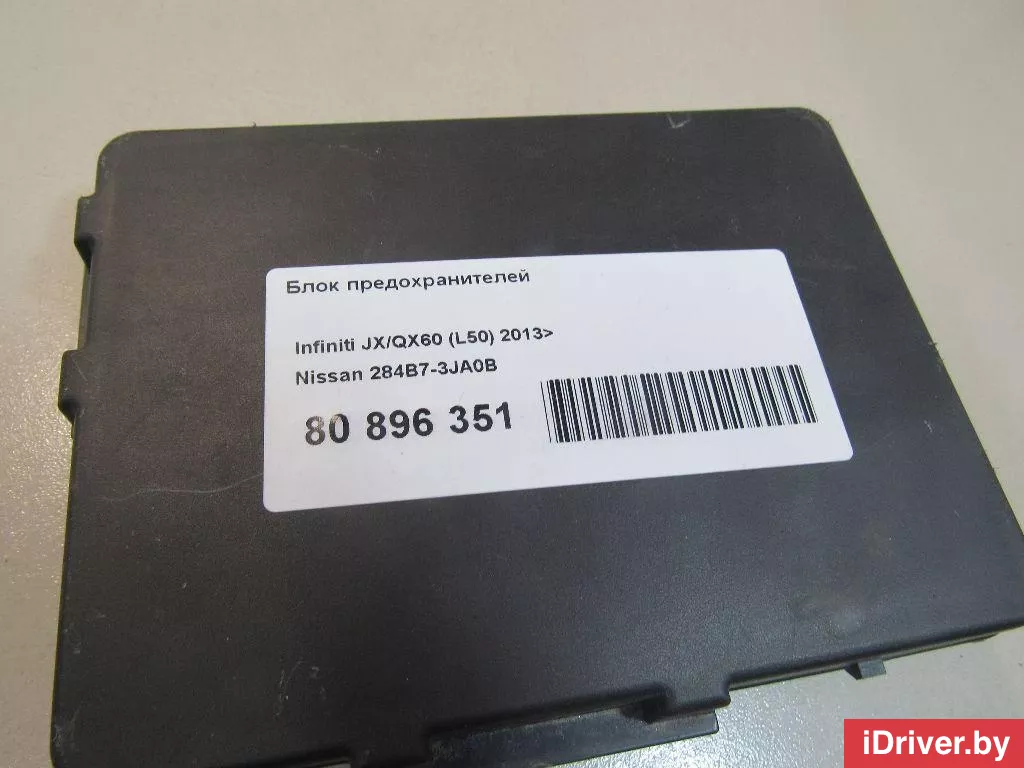 Блок предохранителей
Infiniti JX/QX60 (L50) 2013>
Nissan 284B7-3JA0B
80 896 351
iDriver.by